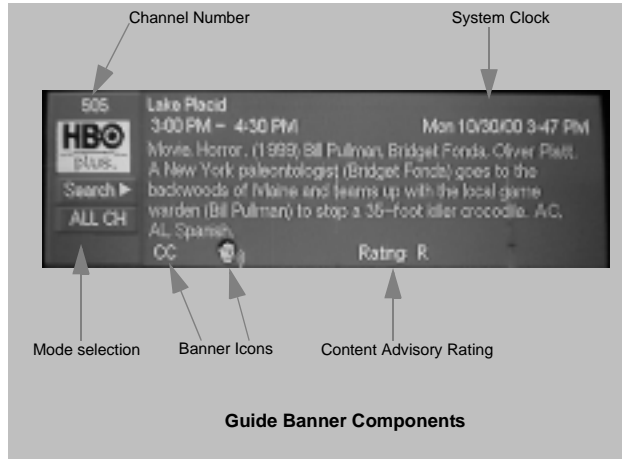 Channel Number
System Clock
505
Lake Placid
3:00 PM – 4:30 PM
Mon 10/30/00 3:47 PM
HBO
plus.
Movie, Horror, (1999) Bill Pullman, Bridget Fonda, Oliver Platt.
A New York paleontologist (Bridget Fonda) goes to the
backwoods of Maine and teams up with the local game
warden (Bill Pullman) to stop a 35-foot killer crocodile. AC,
AL, Spanish.
Search
ALL CH
CC
Rating: R
Mode selection
Banner Icons
Content Advisory Rating
Guide Banner Components